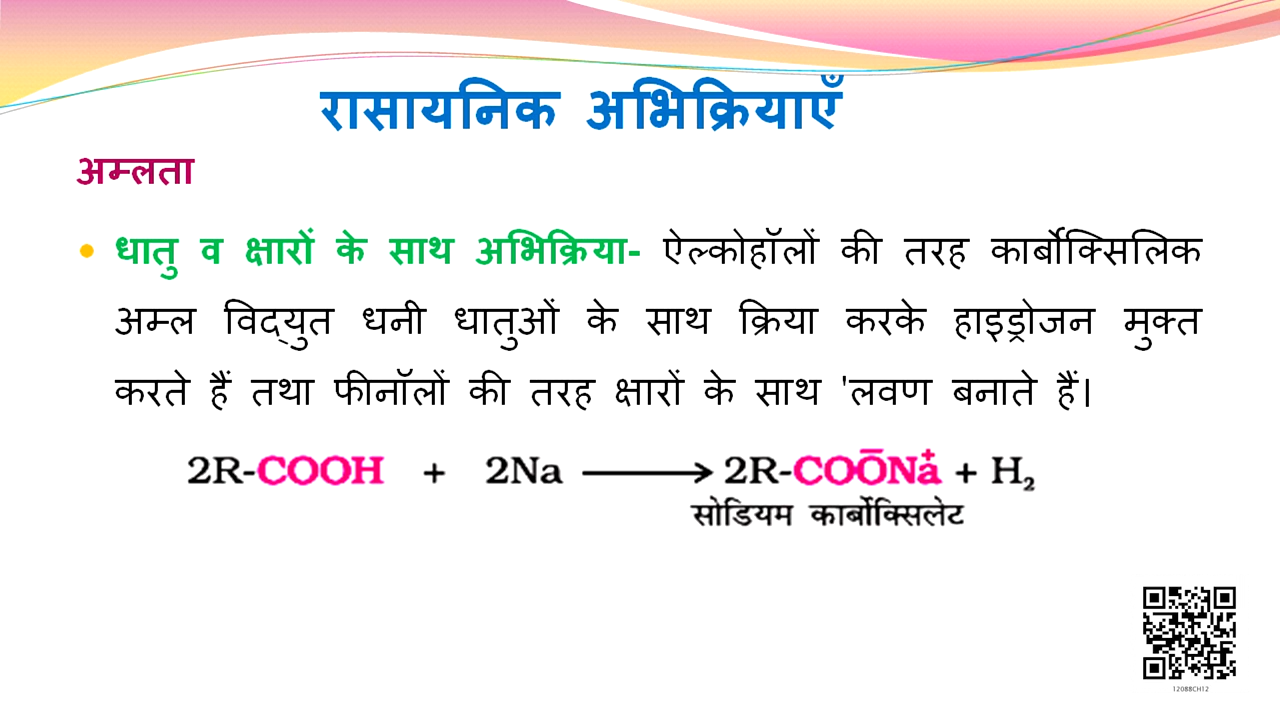 रासायनिक अभिक्रियाएँ
अम्लता
• धातु व क्षारों के साथ अभिक्रिया- ऐल्कोहॉलों की तरह कार्बोक्सिलिक
अम्ल विद्युत धनी धातुओं के साथ क्रिया करके हाइड्रोजन मुक्त
करते हैं तथा फीनॉलों की तरह क्षारों के साथ 'लवण बनाते हैं।
2R-COOH + 2Na ⟶ 2R-COŌNa⁺ + H₂
सोडियम कार्बोक्सिलेट
12088CH12